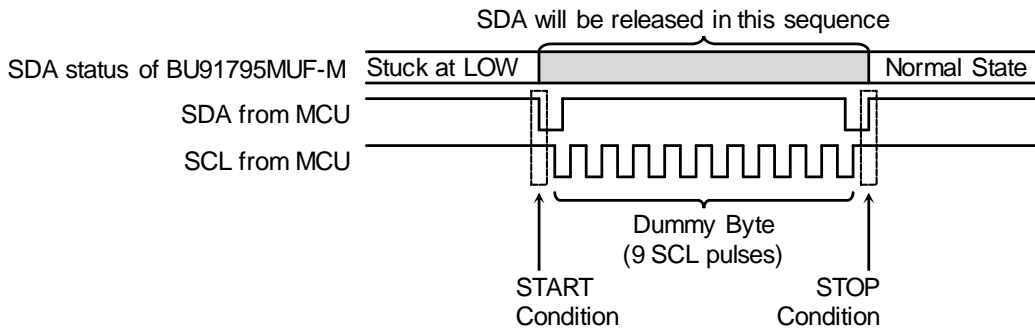 SDA will be released in this sequence
SDA status of BU91795MUF-M Stuck at LOW Normal State
SDA from MCU
SCL from MCU
Dummy Byte
(9 SCL pulses)
START
Condition
STOP
Condition